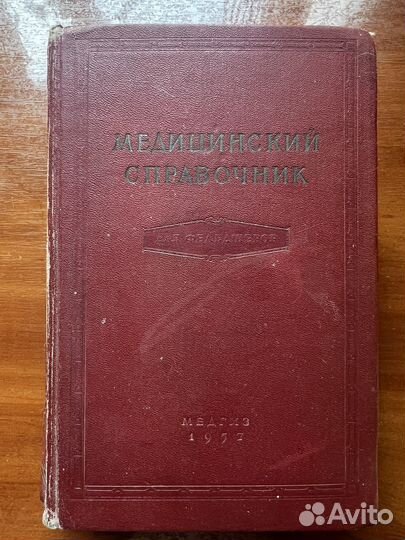 МЕДИЦИНСКИЙ
СПРАВОЧНИК
ДЛЯ ФЕЛЬДШЕРОВ
МЕДГИЗ
1957
Avito